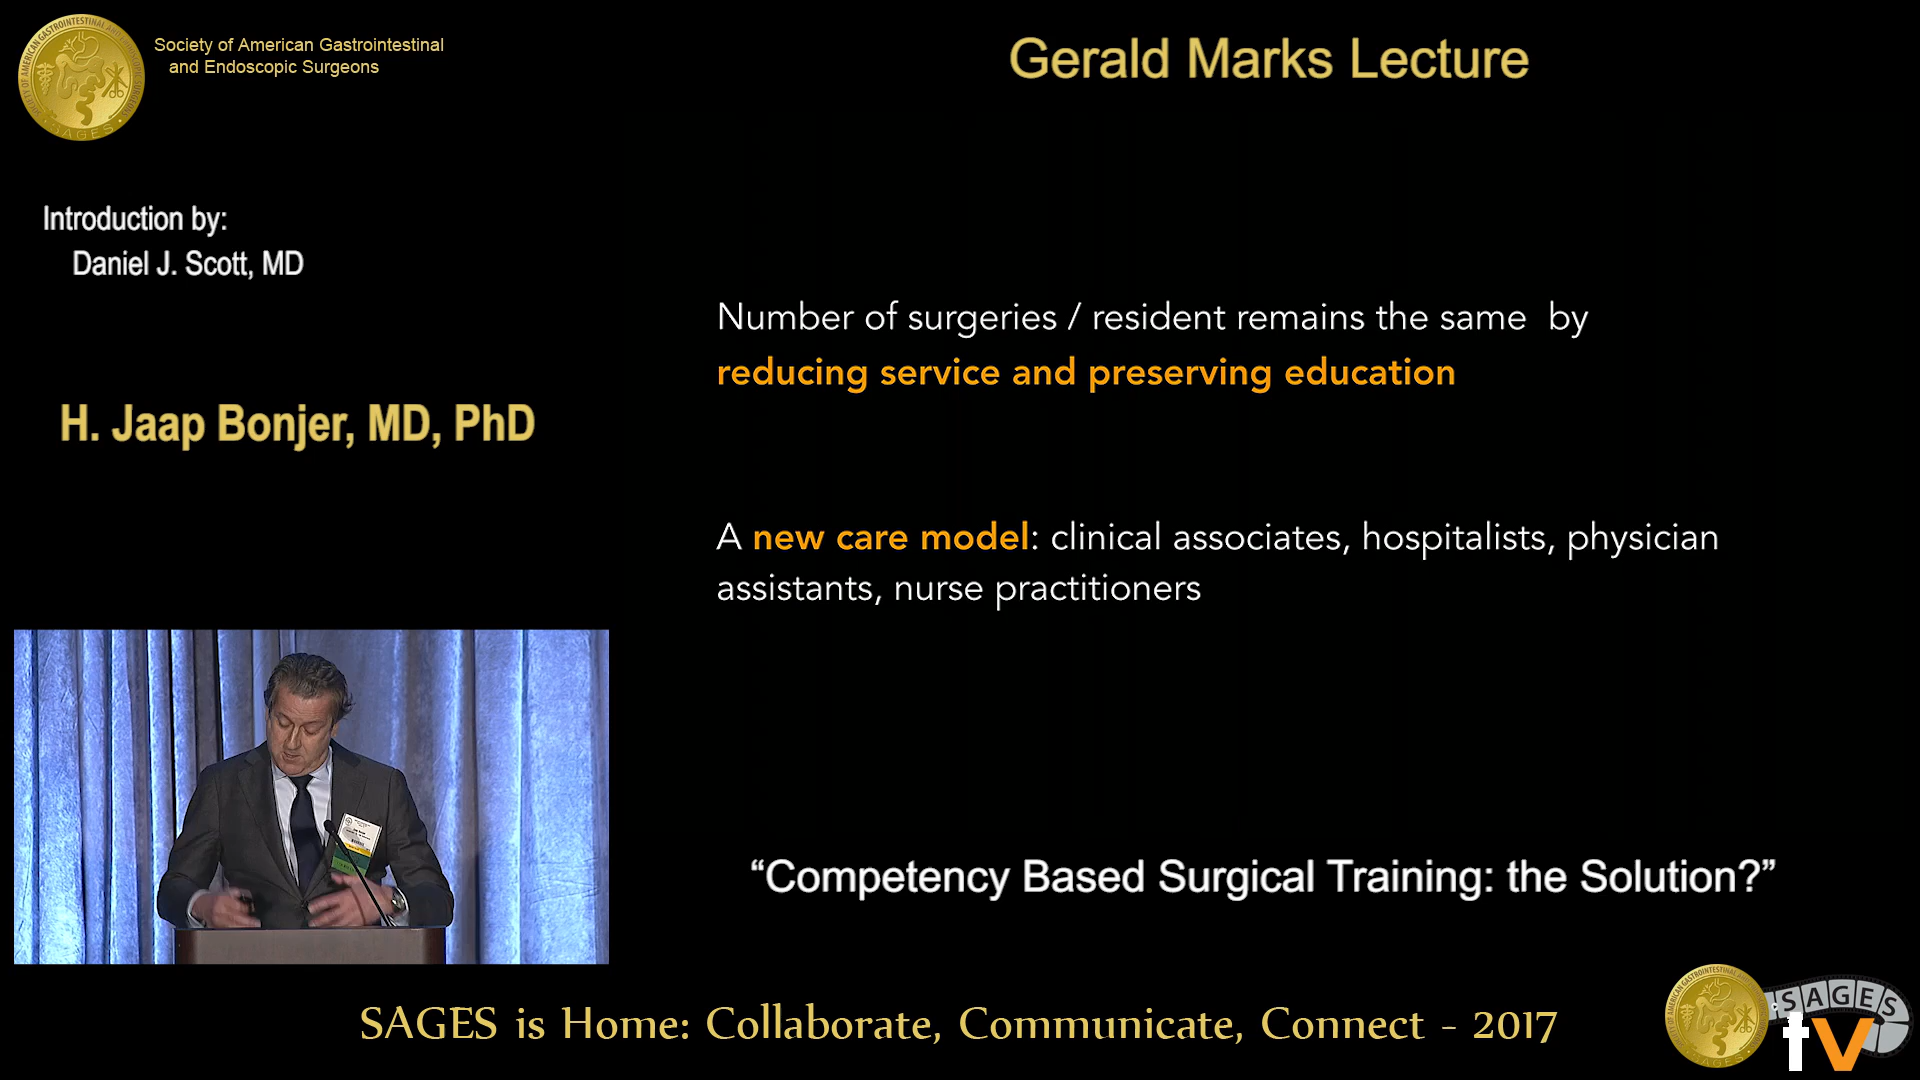 Society of American Gastrointestinal
and Endoscopic Surgeons
Gerald Marks Lecture
Introduction by:
Daniel J. Scott, MD
H. Jaap Bonjer, MD, PhD
Number of surgeries / resident remains the same by
reducing service and preserving education
A new care model: clinical associates, hospitalists, physician
assistants, nurse practitioners
“Competency Based Surgical Training: the Solution?”
SAGES is Home: Collaborate, Communicate, Connect - 2017
SAGES
tv